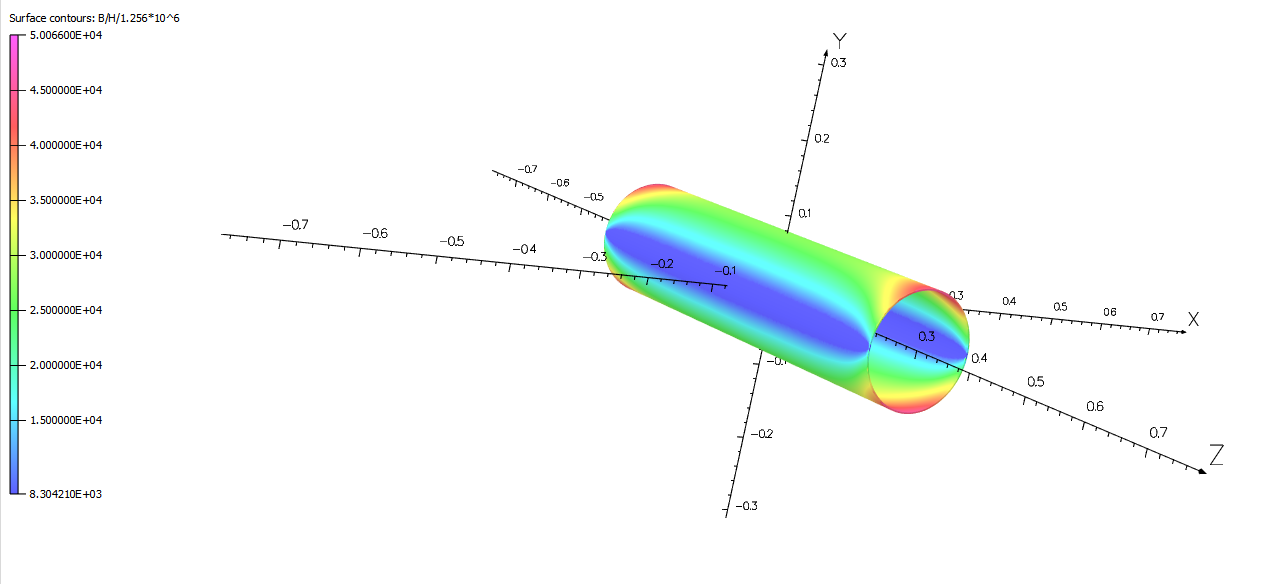 Surface contours: B/H/1.256*10^6
5.006600E+04
4.500000E+04
4.000000E+04
3.500000E+04
3.000000E+04
2.500000E+04
2.000000E+04
1.500000E+04
8.304210E+03
Y
0.3
0.2
0.1
-0.2
-0.3
-0.7
-0.6
-0.5
-0.7
-0.6
-0.5
-0.4
-0.3
-0.2
-0.1
0.3
0.4
0.5
0.6
0.7
X
0.3
0.4
0.5
0.6
0.7
Z